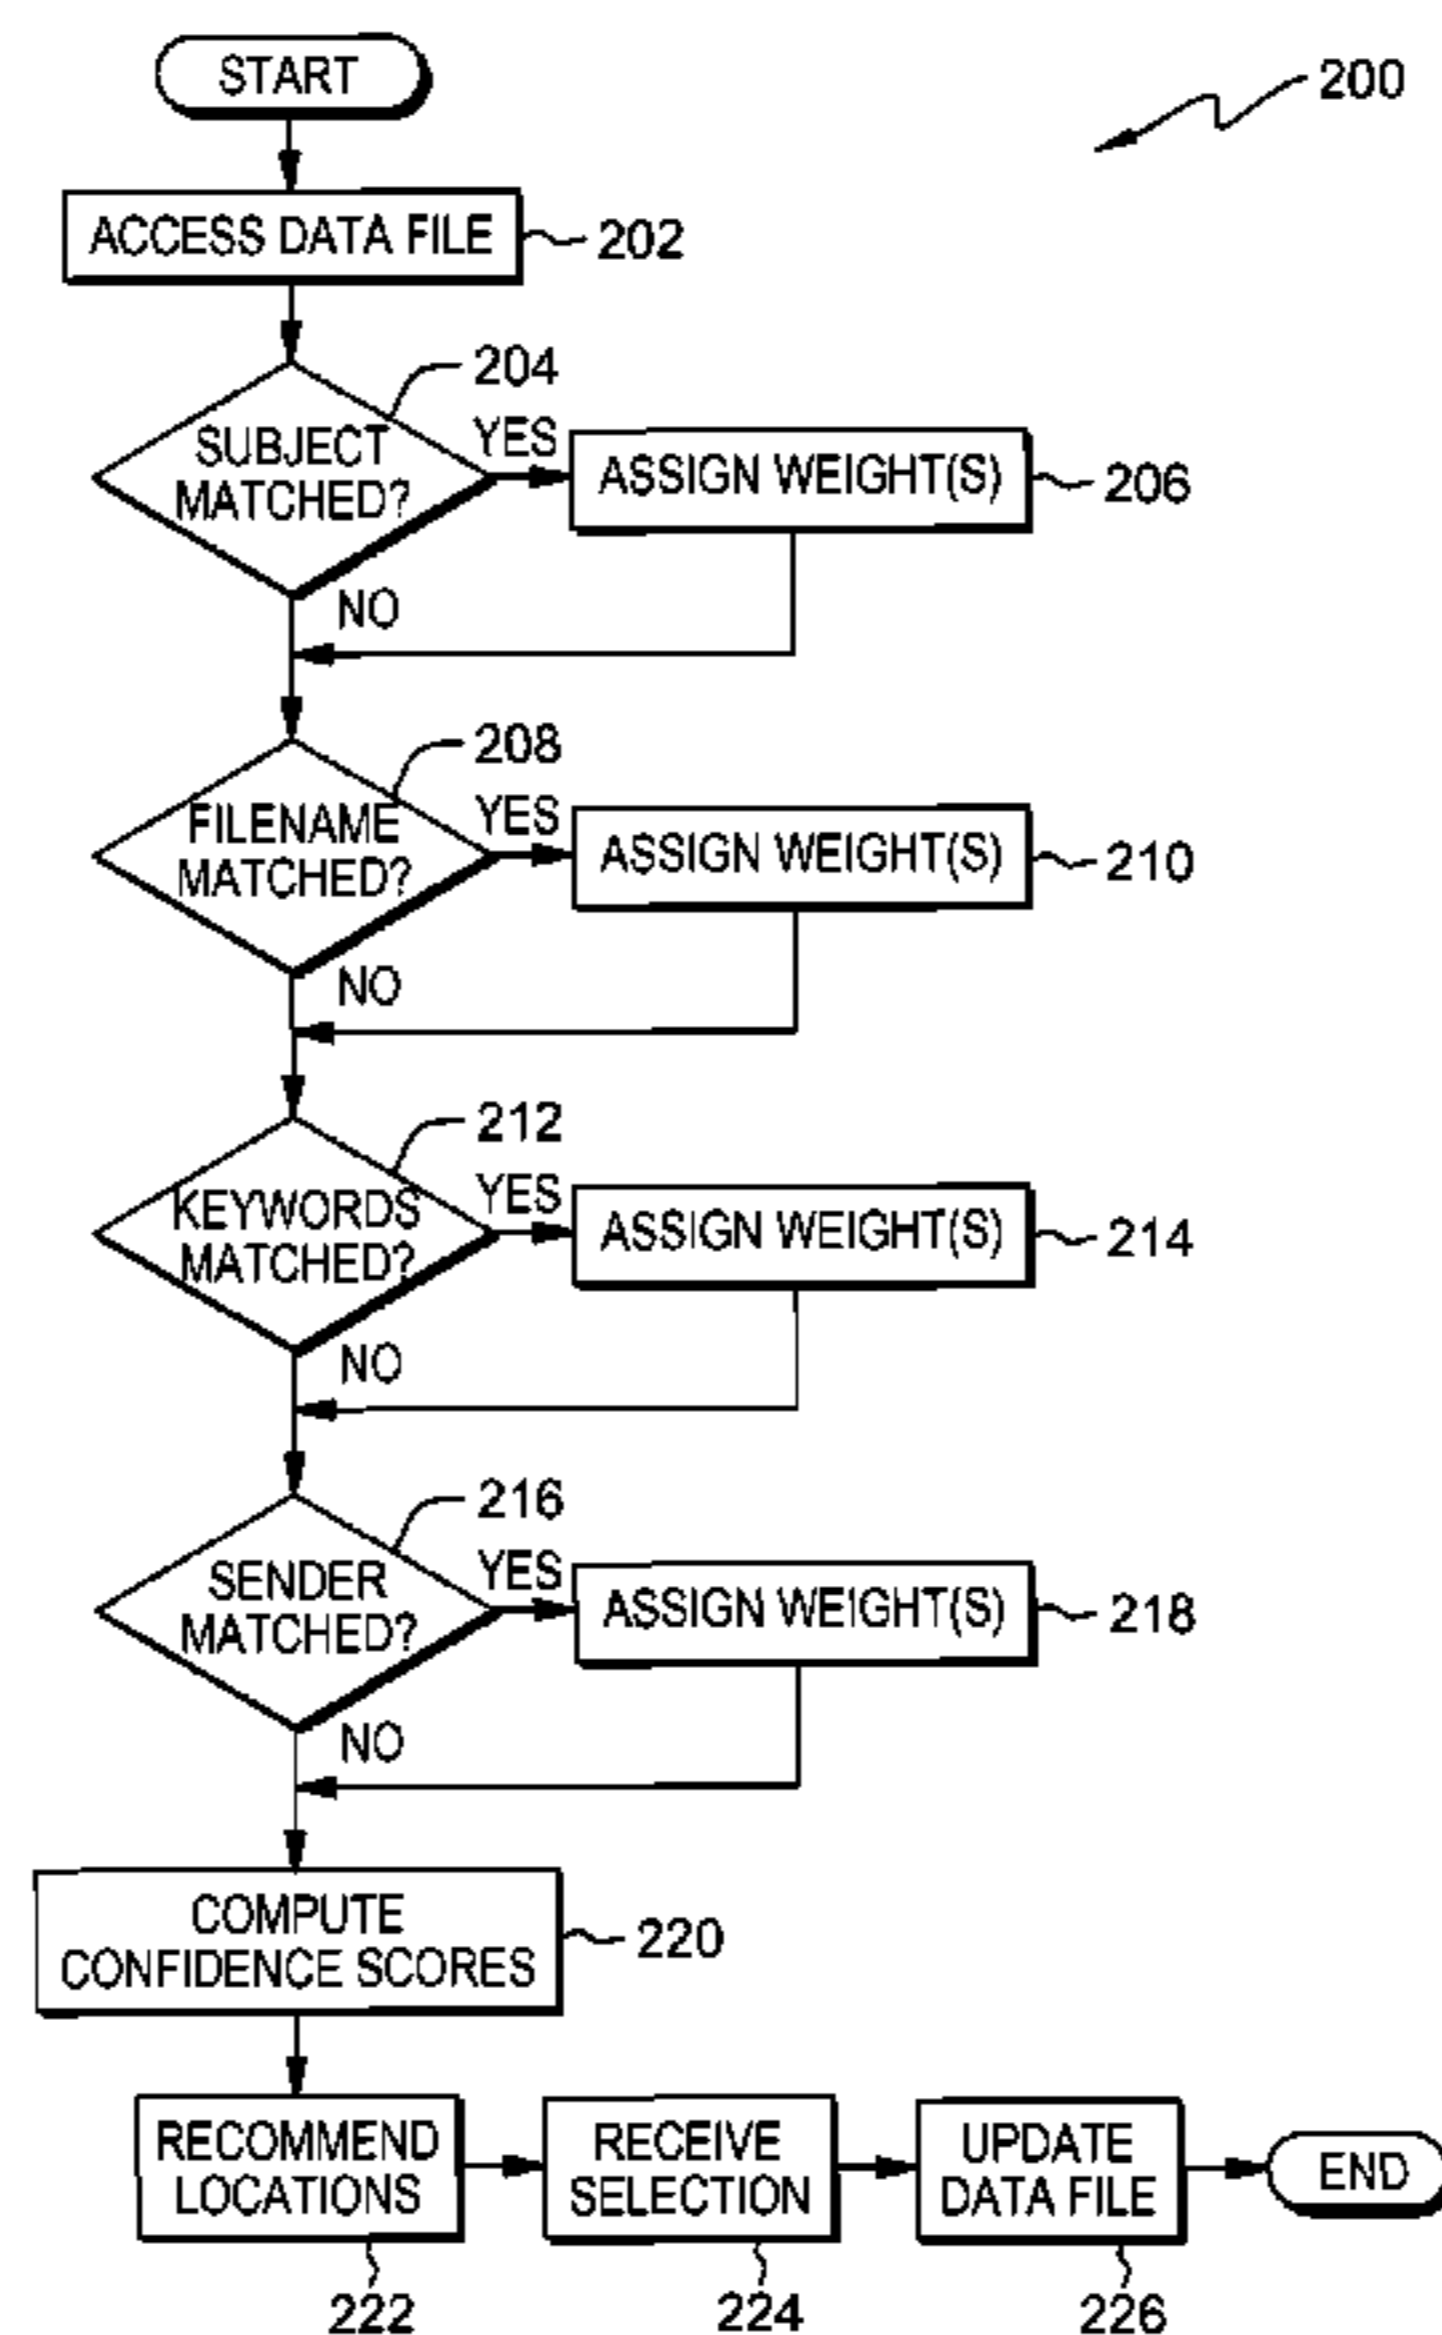 START
200
ACCESS DATA FILE
202
204
SUBJECT
MATCHED?
YES
ASSIGN WEIGHT(S)
206
NO
208
FILENAME
MATCHED?
YES
ASSIGN WEIGHT(S)
210
NO
212
KEYWORDS
MATCHED?
YES
ASSIGN WEIGHT(S)
214
NO
216
SENDER
MATCHED?
YES
ASSIGN WEIGHT(S)
218
NO
COMPUTE
CONFIDENCE SCORES
220
RECOMMEND
LOCATIONS
222
RECEIVE
SELECTION
224
UPDATE
DATA FILE
226
END